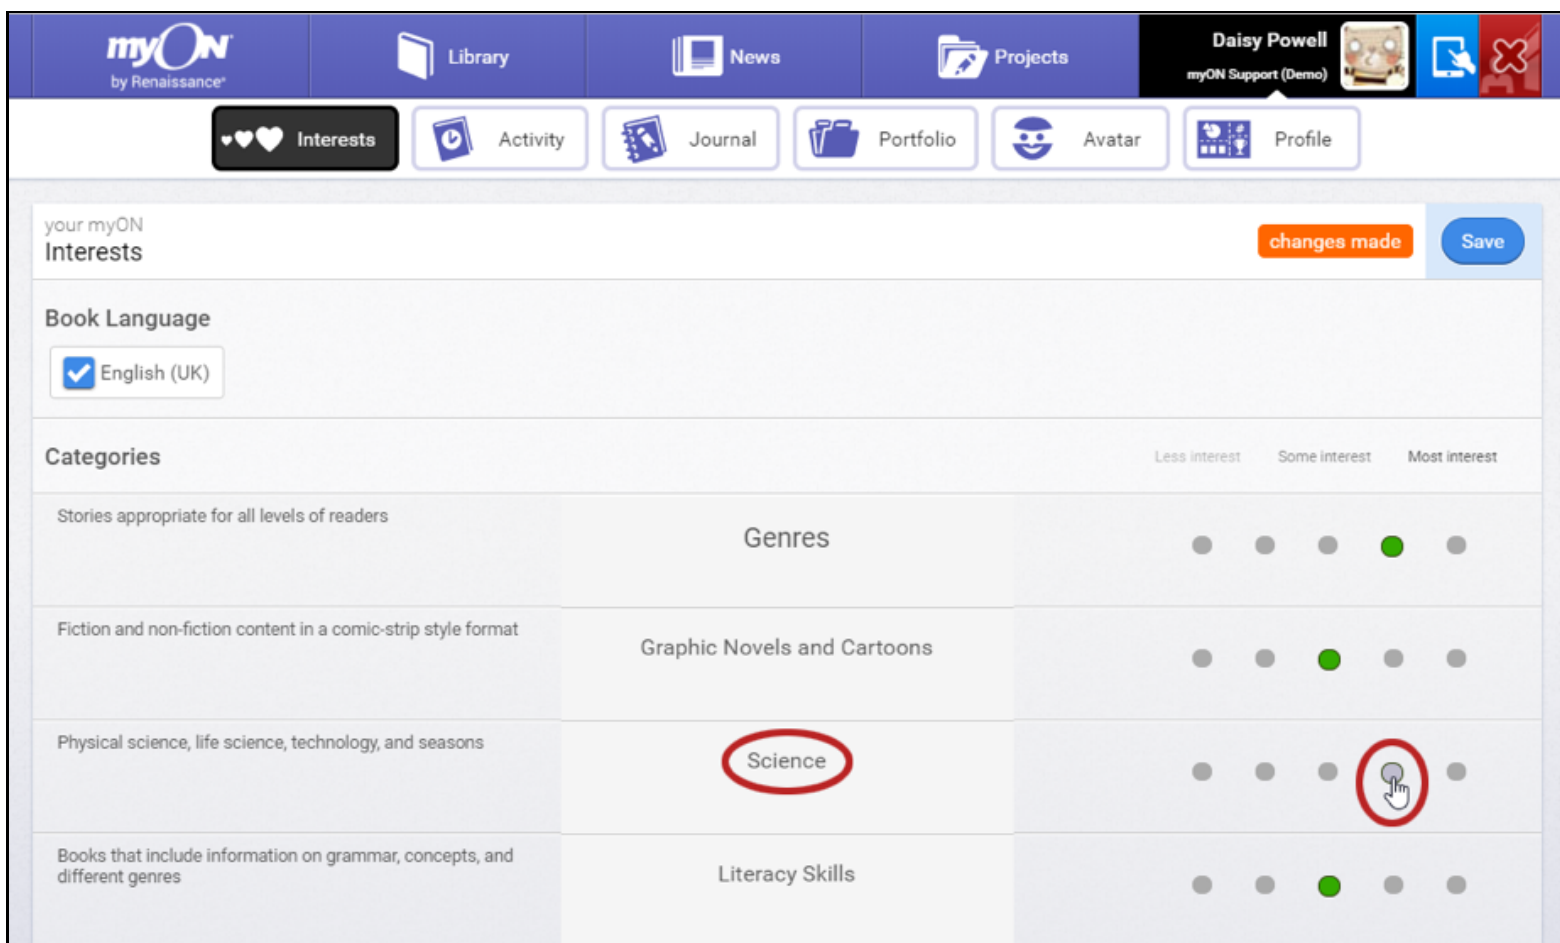 myON
by Renaissance®
Library
News
Projects
Daisy Powell
myON Support (Demo)
Interests
Activity
Journal
Portfolio
Avatar
Profile
your myON
Interests
changes made
Save
Book Language
English (UK)
Categories
Less interest
Some interest
Most interest
Stories appropriate for all levels of readers
Genres
Fiction and non-fiction content in a comic-strip style format
Graphic Novels and Cartoons
Physical science, life science, technology, and seasons
Science
Books that include information on grammar, concepts, and
different genres
Literacy Skills